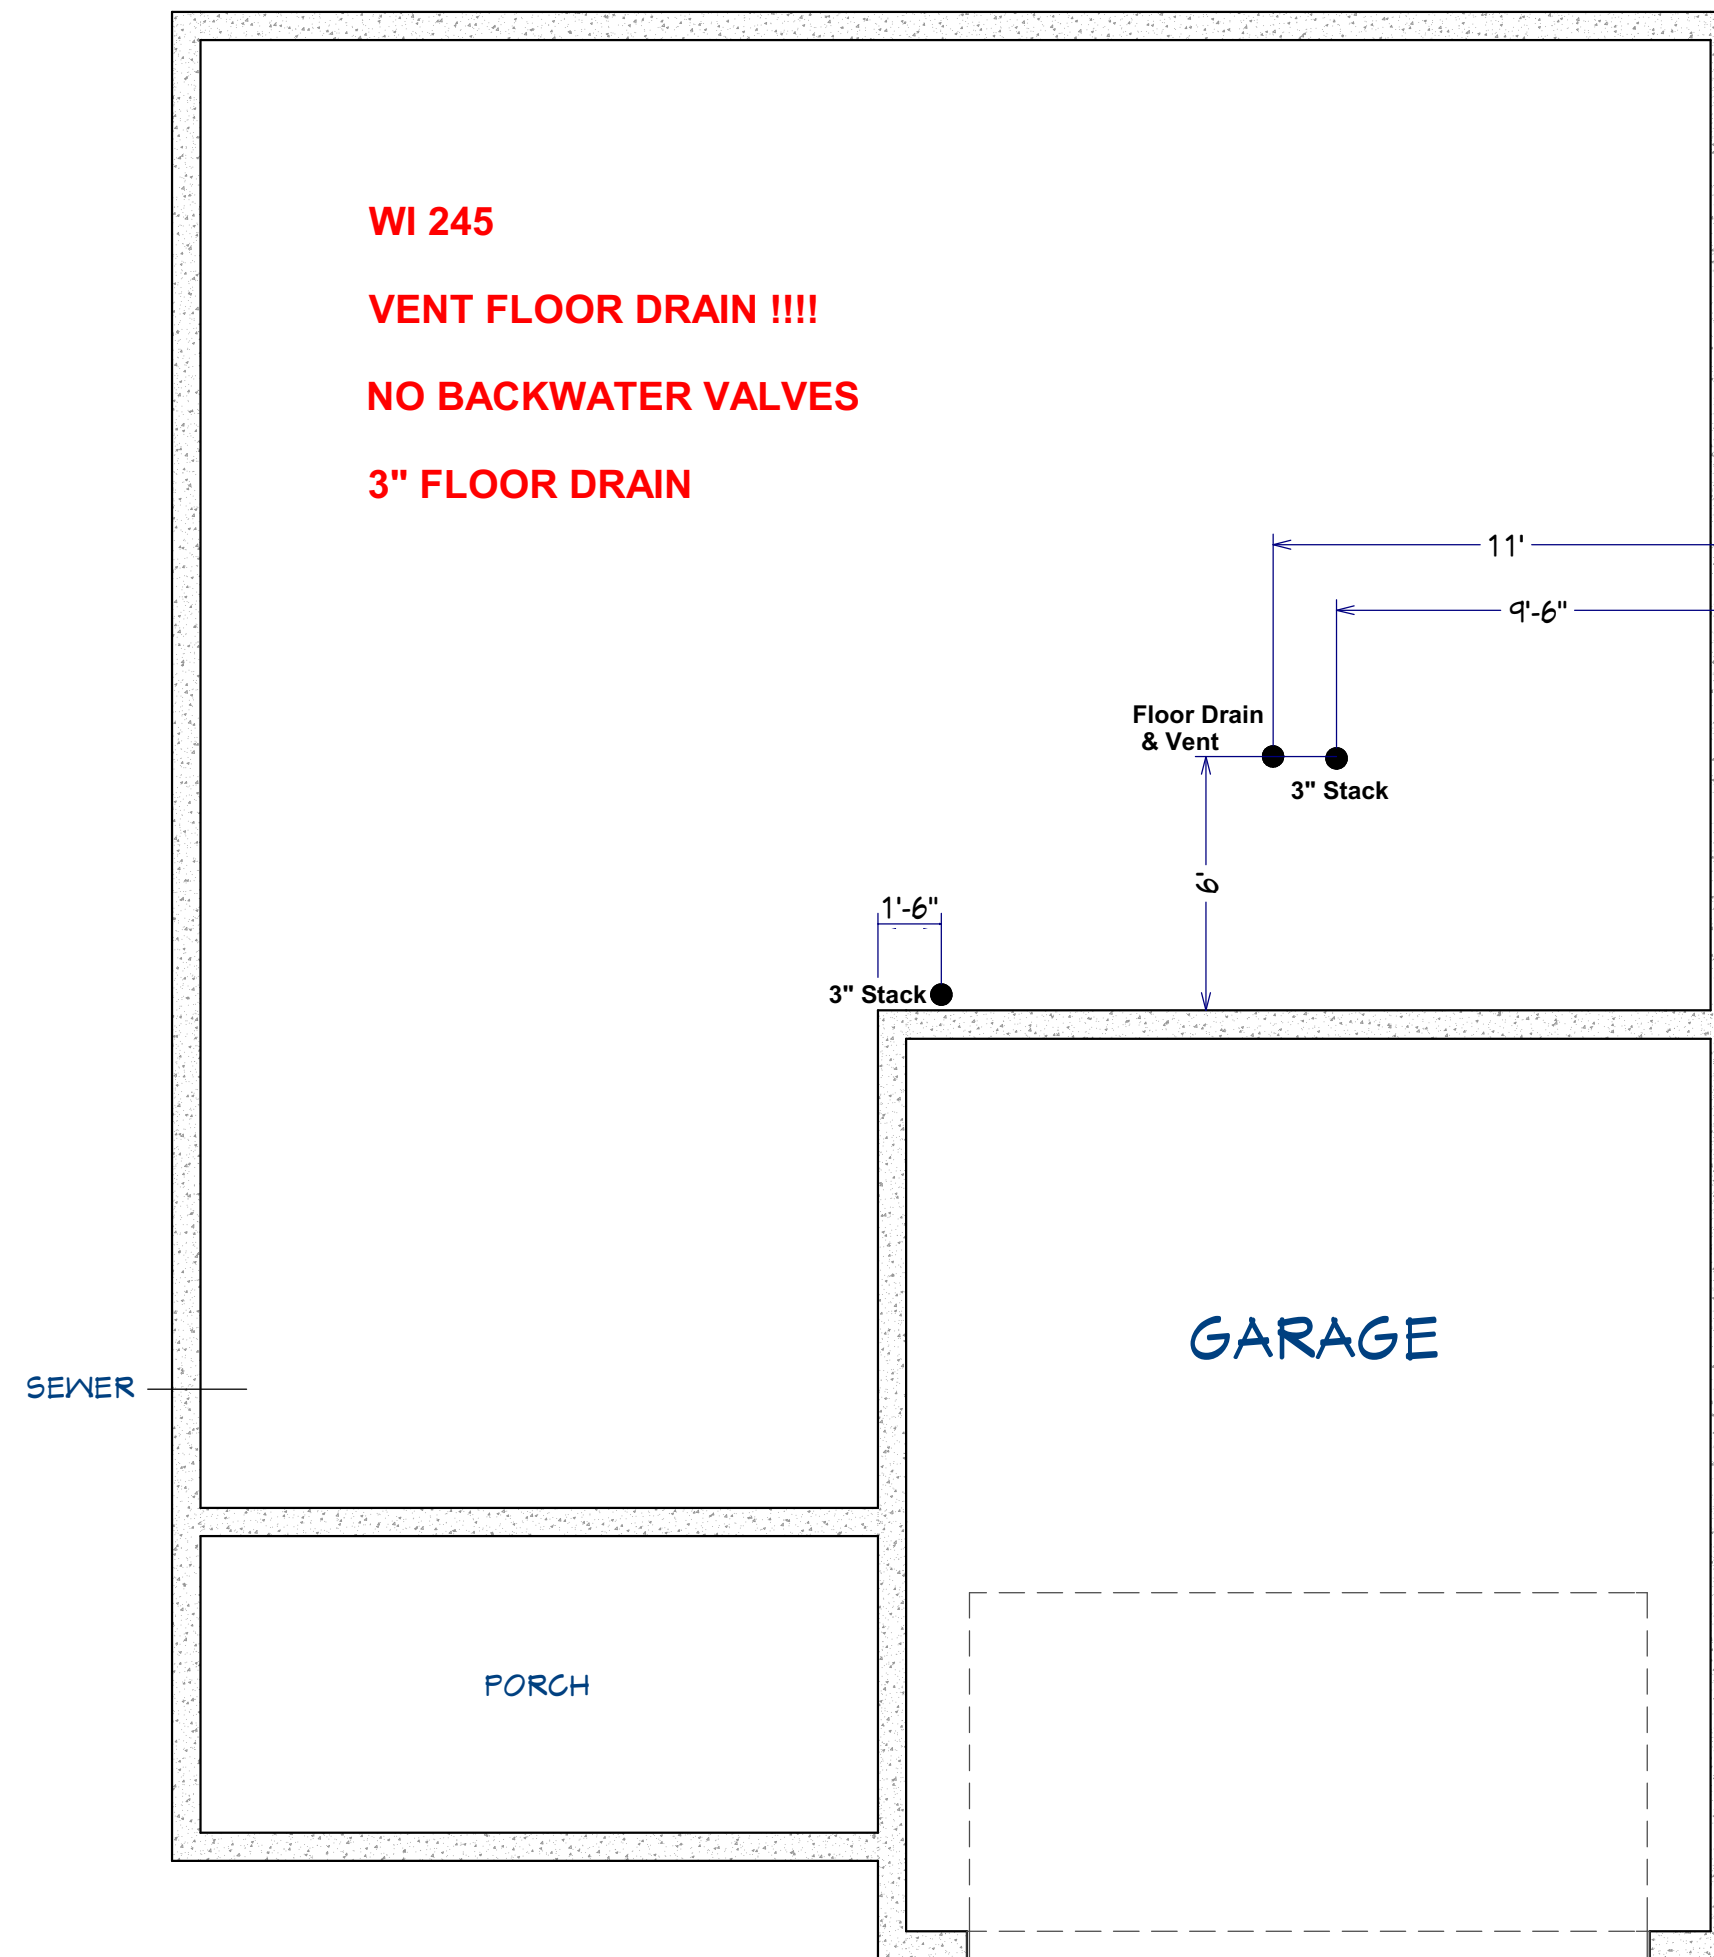 WI 245
VENT FLOOR DRAIN !!!!
NO BACKWATER VALVES
3" FLOOR DRAIN
11'
9'-6"
Floor Drain
& Vent
3" Stack
6'
1'-6"
3" Stack
GARAGE
SEWER
PORCH